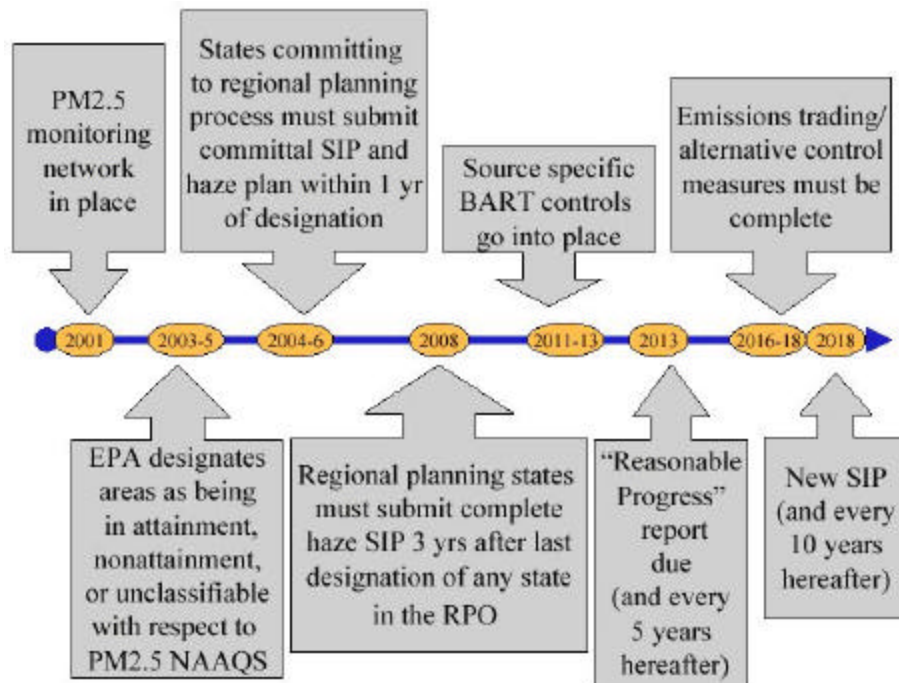 PM2.5
monitoring
network
in place
States committing
to regional planning
process must submit
committal SIP and
haze plan within 1 yr
of designation
Source specific
BART controls
go into place
Emissions trading/
alternative control
measures must be
complete
2001
2003-5
2004-6
2008
2011-13
2013
2016-18
2018
EPA designates
areas as being
in attainment,
nonattainment,
or unclassifiable
with respect to
PM2.5 NAAQS
Regional planning states
must submit complete
haze SIP 3 yrs after last
designation of any state
in the RPO
“Reasonable
Progress”
report
due
(and every
5 years
hereafter)
New SIP
(and every
10 years
hereafter)